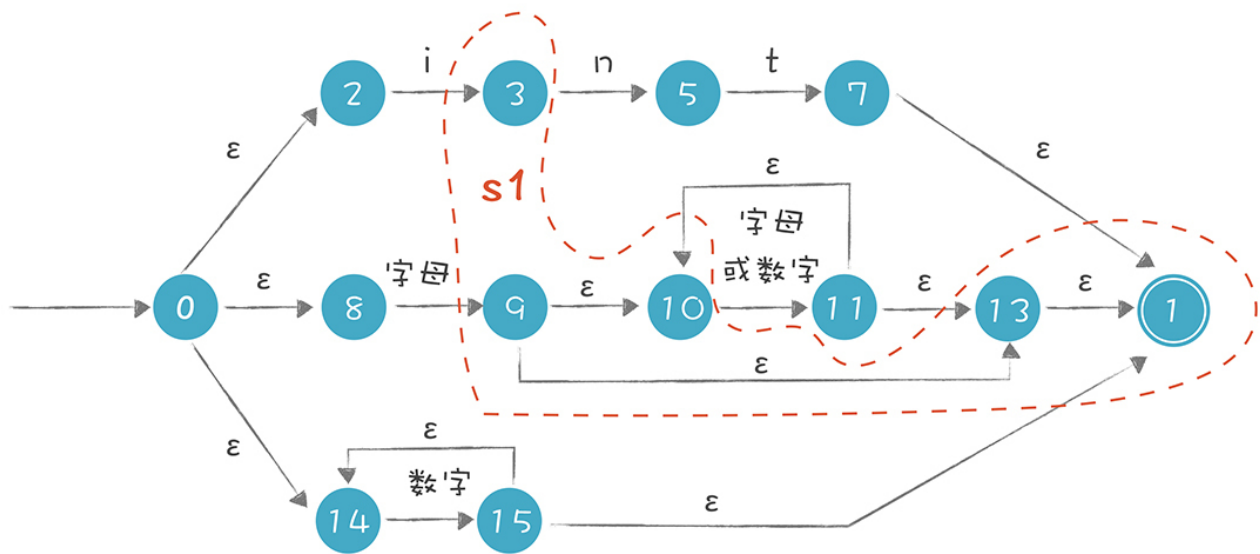 i n t
2 3 5 7
ε ε ε
s1
字母
字母 或数字
ε ε ε ε
0 8 9 10 11 13 1
ε
ε ε
数字
ε
14 15